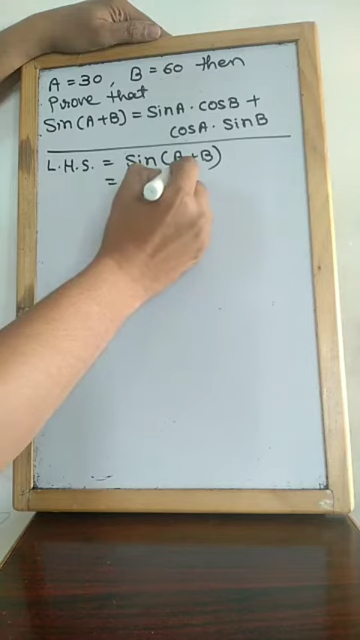 A = 30 , B = 60 then
Prove that
Sin(A+B) = SinA · cosB +
cosA · SinB
L.H.S. = Sin(A+B)
=